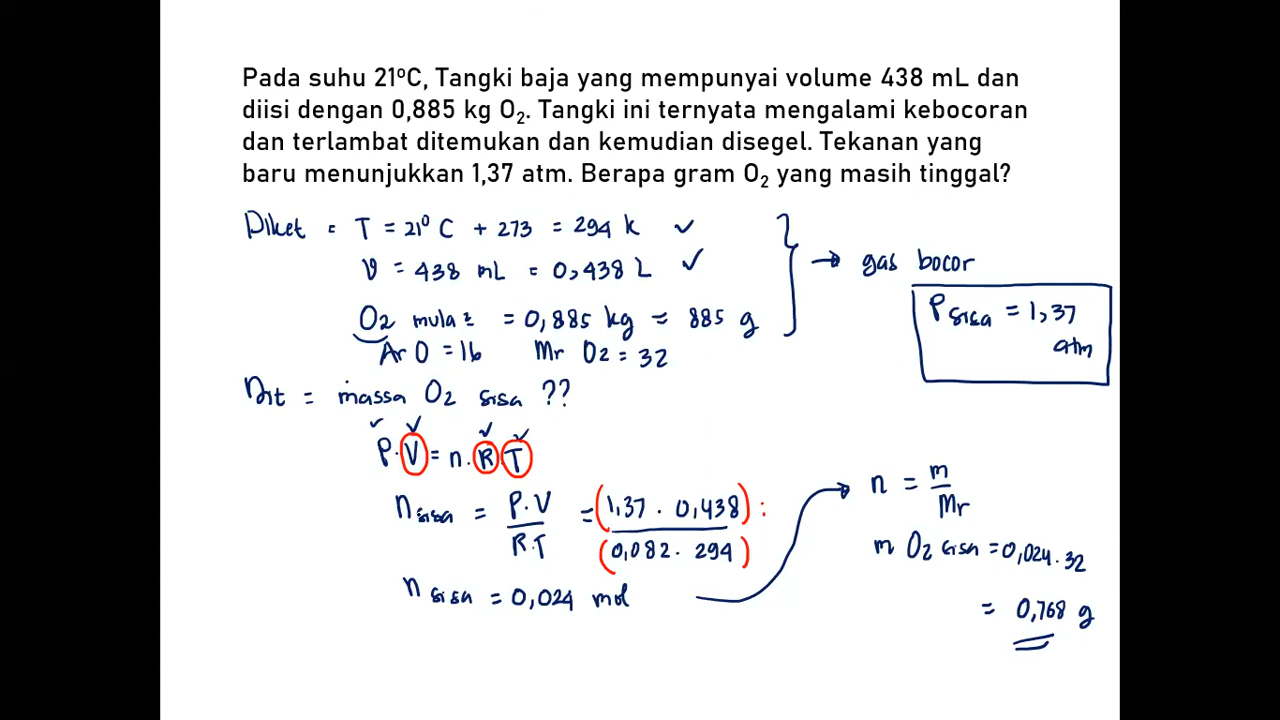 Pada suhu 21°C, Tangki baja yang mempunyai volume 438 mL dan
diisi dengan 0,885 kg O₂. Tangki ini ternyata mengalami kebocoran
dan terlambat ditemukan dan kemudian disegel. Tekanan yang
baru menunjukkan 1,37 atm. Berapa gram O₂ yang masih tinggal?
Diket = T = 21° C + 273 = 294 K ✓
V = 438 mL = 0,438 L ✓
→ gas bocor
P sisa = 1,37
atm
O2 mula² = 0,885 kg = 885 g
Ar O = 16 Mr O2 = 32
Dit = massa O2 sisa ??
P.V = n.R T
n sisa = P.V / R.T = (1,37 . 0,438) : (0,082 . 294)
n sisa = 0,024 mol
→ n = m / Mr
m O2 sisa = 0,024.32
= 0,768 g